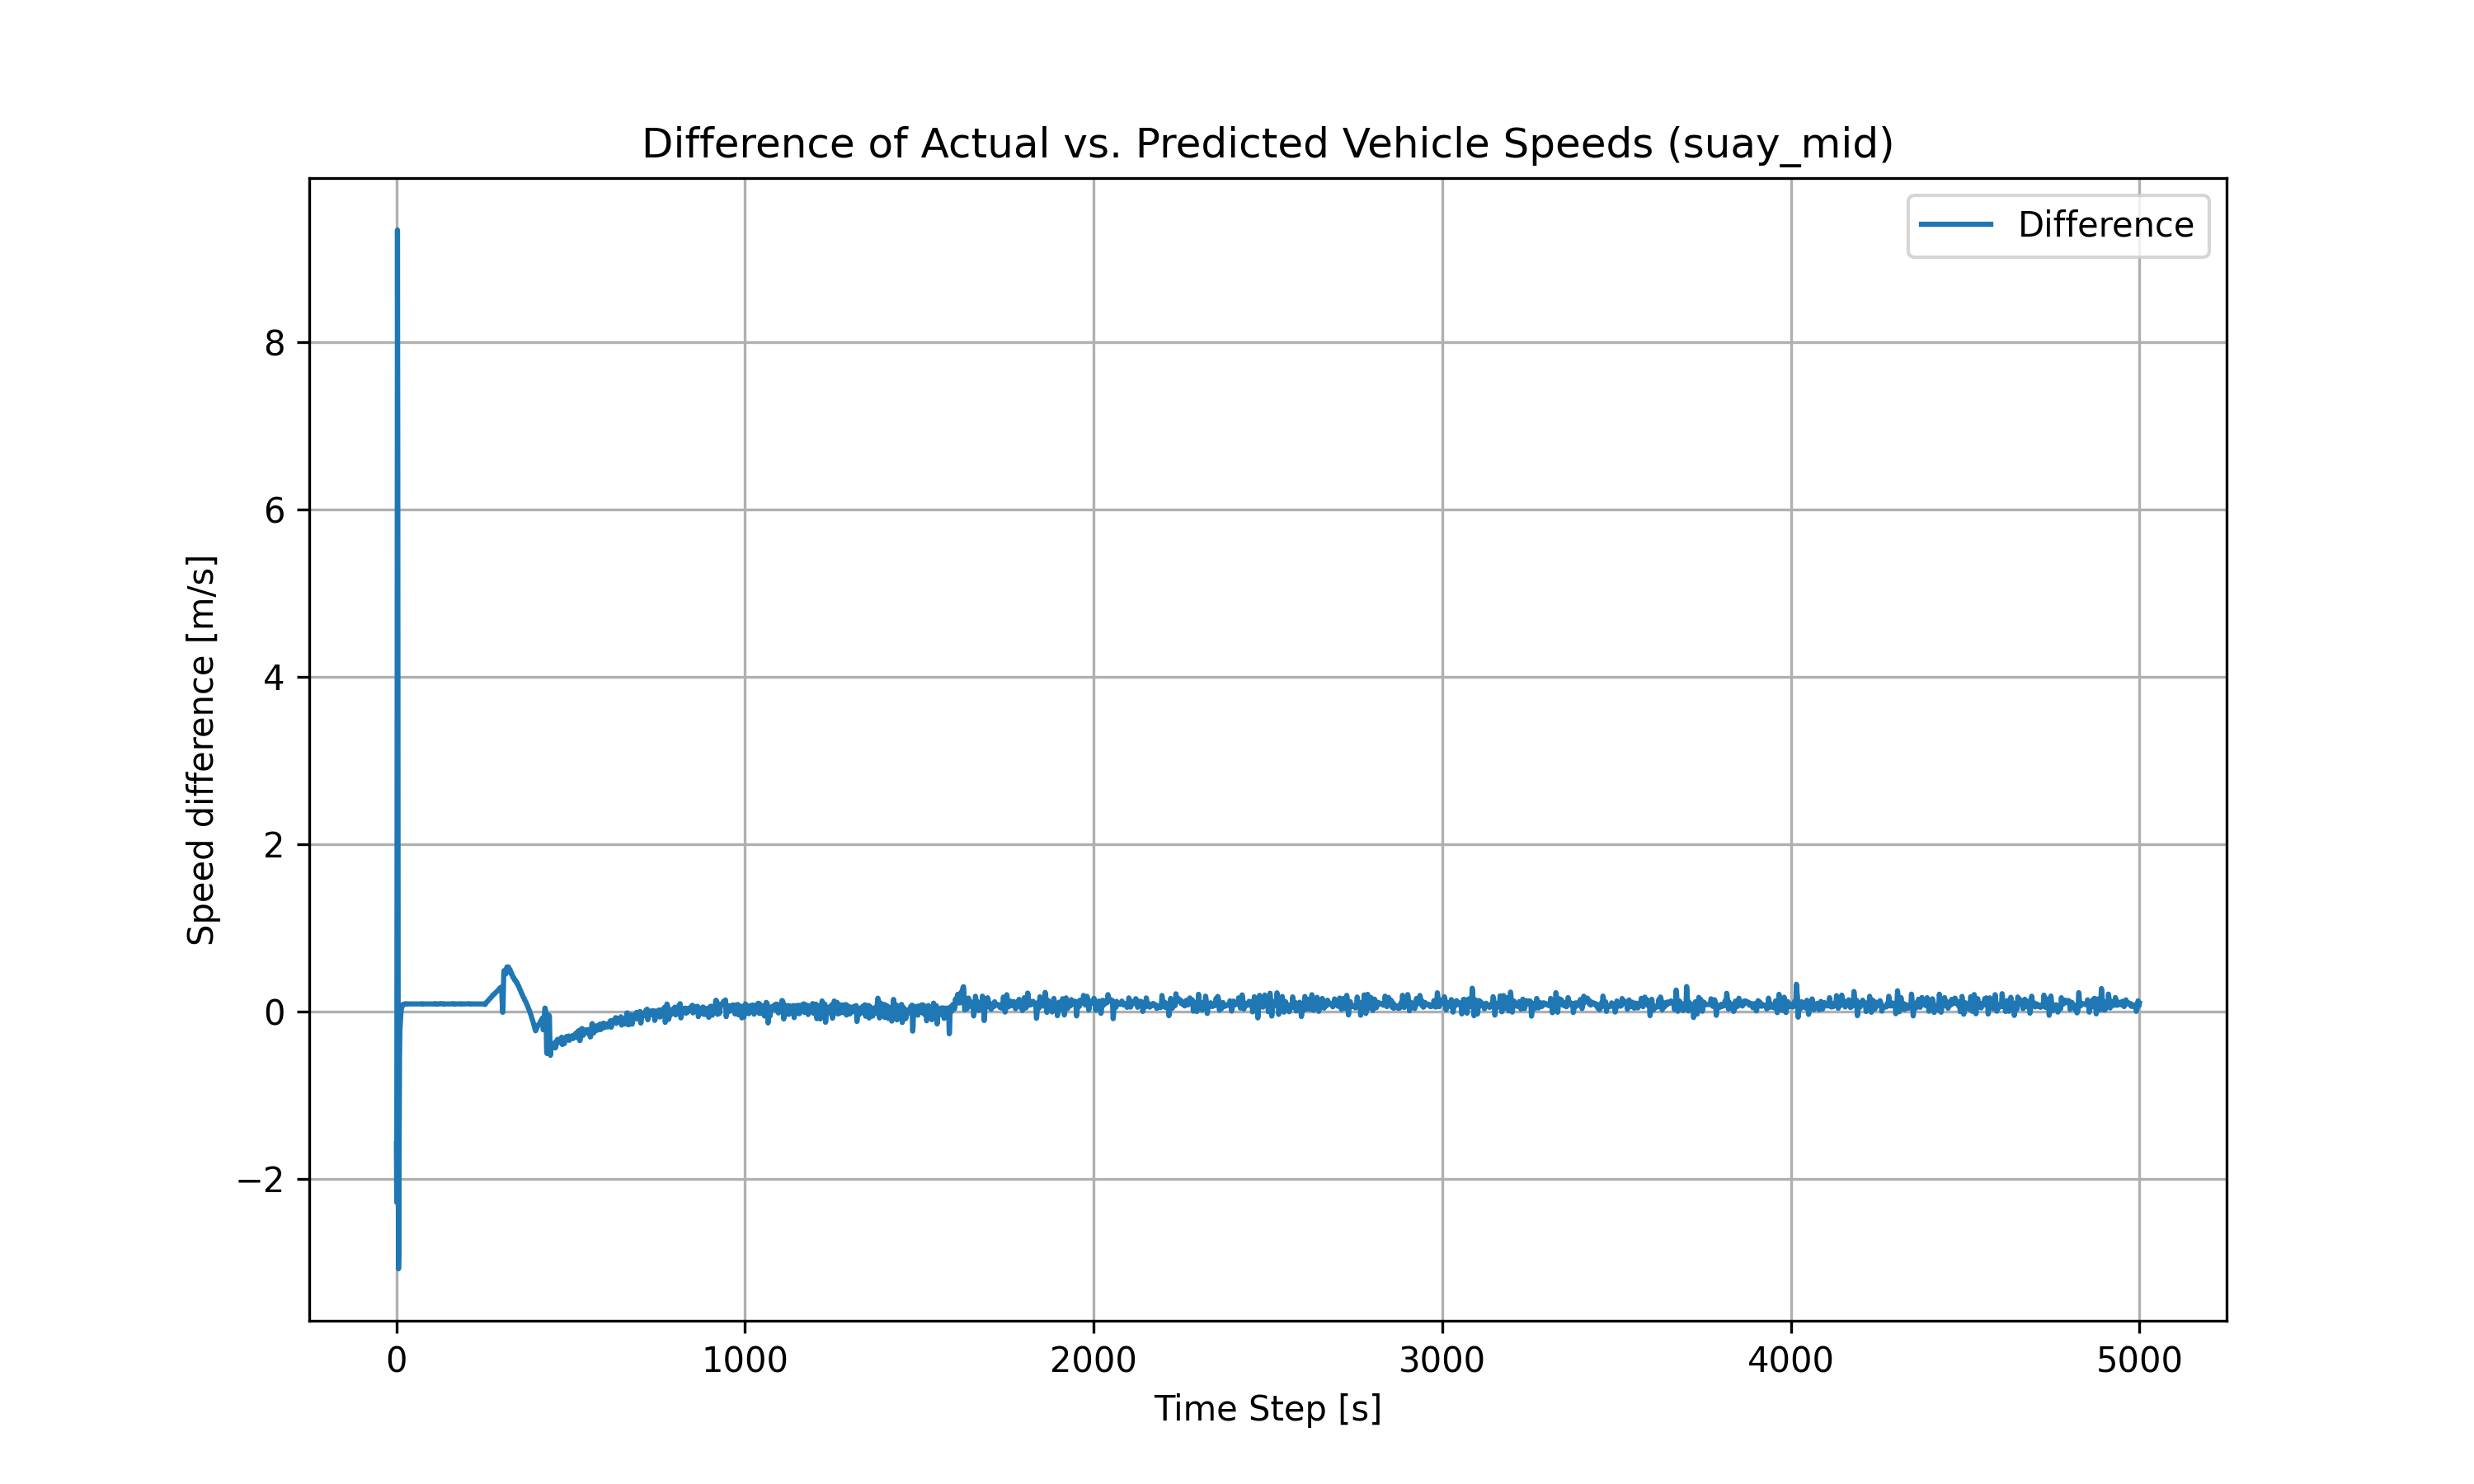 Difference of Actual vs. Predicted Vehicle Speeds (suay_mid)
Difference
8
6
4
2
0
−2
Speed difference [m/s]
0 1000 2000 3000 4000 5000
Time Step [s]